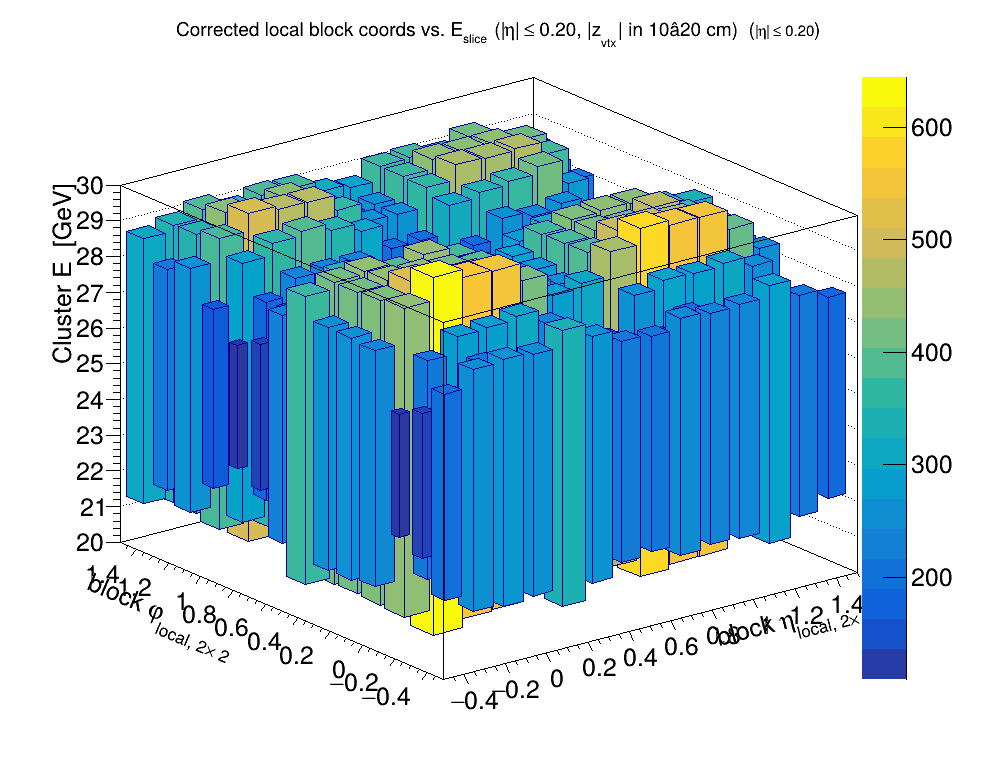 Corrected local block coords vs. E_slice (|η| ≤ 0.20, |z_vtx| in 10â20 cm) (|η| ≤ 0.20)
Cluster E [GeV]
30
29
28
27
26
25
24
23
22
21
20
600
500
400
300
200
1.4 1.2 1 0.8 0.6 0.4 0.2 0 −0.2 −0.4
block φ_local, 2× 2
−0.4 −0.2 0 0.2 0.4 0.6 0.8 1 1.2 1.4
block η_local, 2×